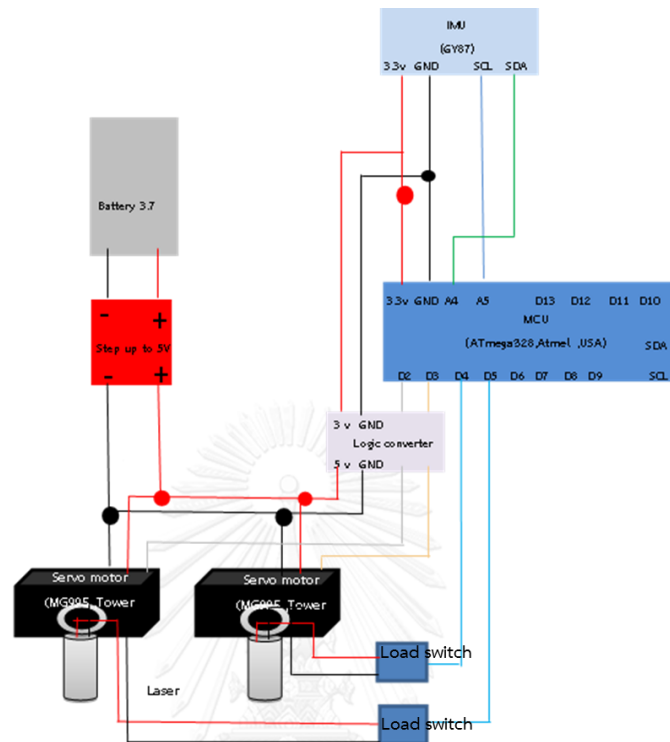 IMU
(GY87)
3.3v GND SCL SDA
Battery 3.7
- +
Step up to 5V
- +
3.3v GND A4 A5 D13 D12 D11 D10
MCU
(ATmega328,Atmel ,USA) SDA
D2 D3 D4 D5 D6 D7 D8 D9 SCL
3 v GND
Logic converter
5 v GND
Servo motor
(MG995 ,Tower
Servo motor
(MG995 ,Tower
Load switch
Laser
Load switch